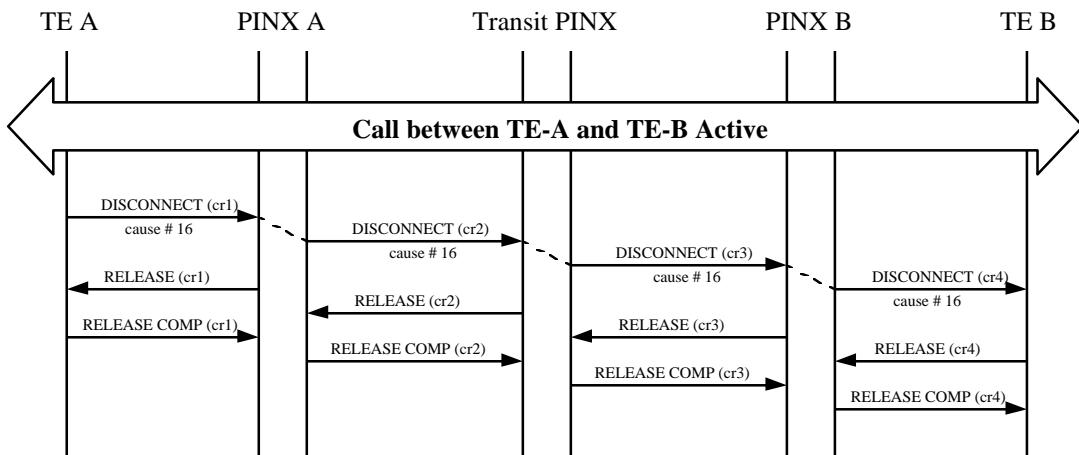 TE A
PINX A
Transit PINX
PINX B
TE B
Call between TE-A and TE-B Active
DISCONNECT (cr1)
cause # 16
DISCONNECT (cr2)
cause # 16
DISCONNECT (cr3)
cause # 16
DISCONNECT (cr4)
cause # 16
RELEASE (cr1)
RELEASE (cr2)
RELEASE (cr3)
RELEASE (cr4)
RELEASE COMP (cr1)
RELEASE COMP (cr2)
RELEASE COMP (cr3)
RELEASE COMP (cr4)